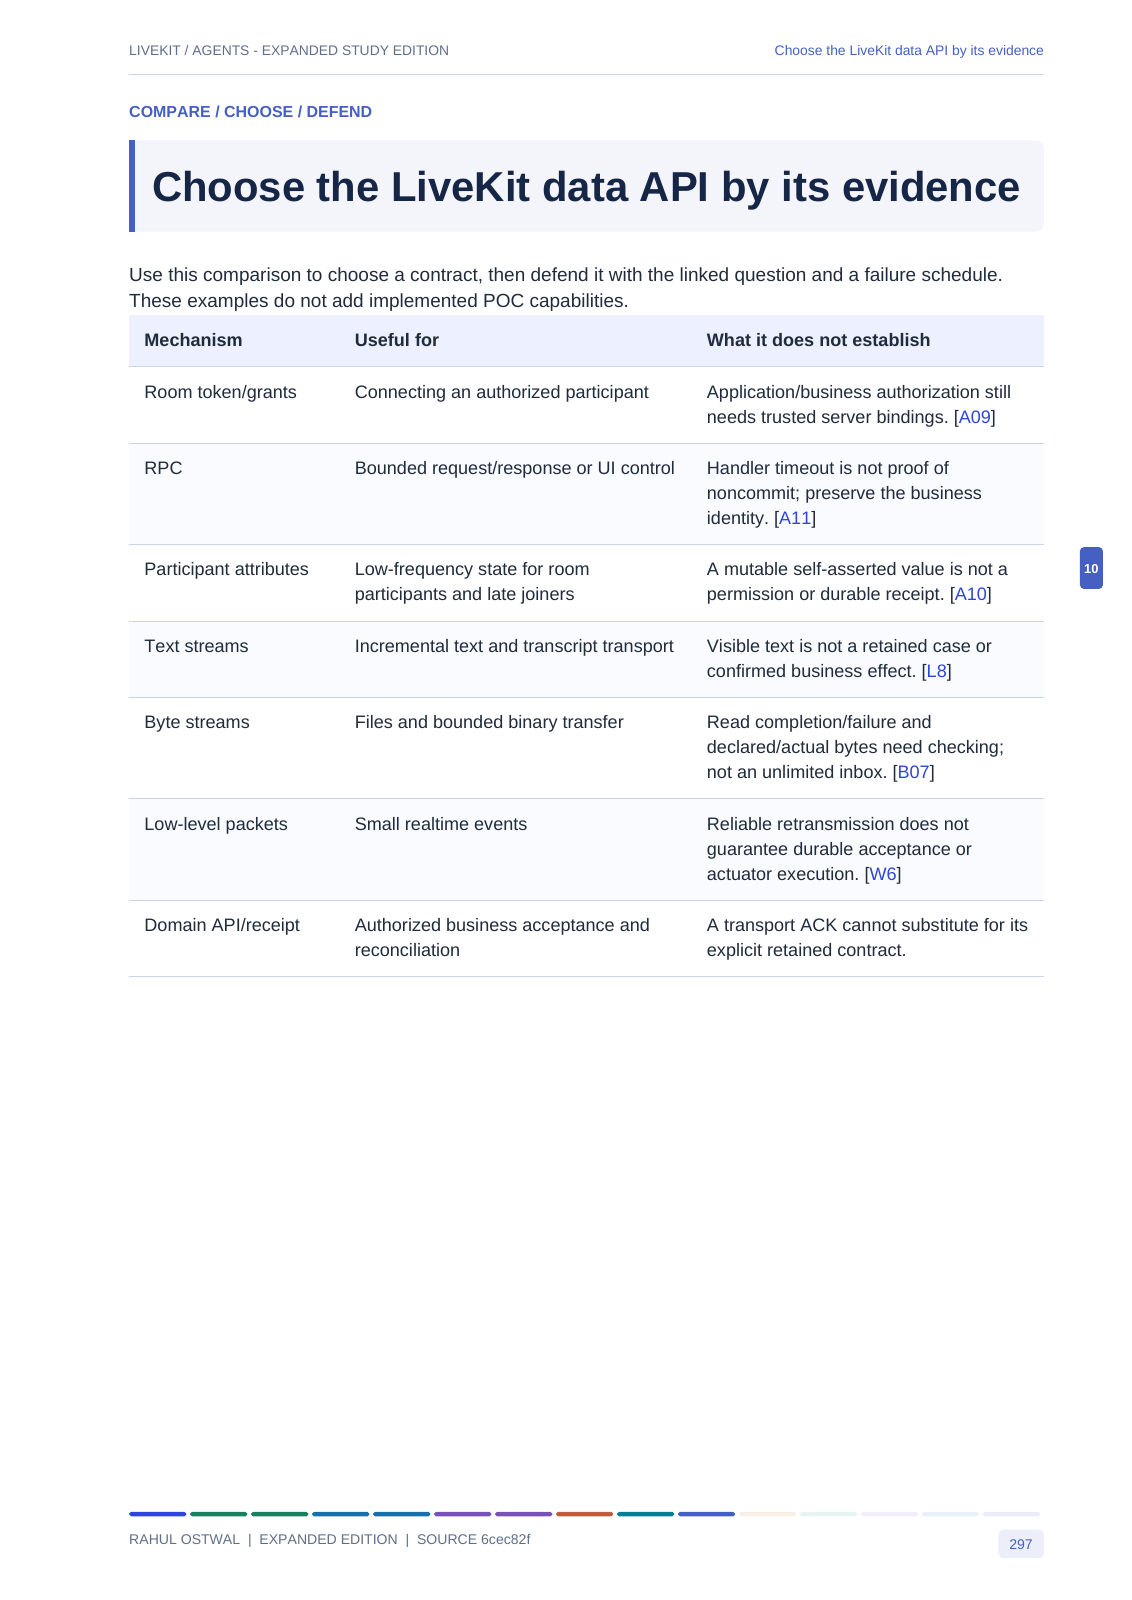 LIVEKIT / AGENTS - EXPANDED STUDY EDITION
Choose the LiveKit data API by its evidence
COMPARE / CHOOSE / DEFEND
Choose the LiveKit data API by its evidence
Use this comparison to choose a contract, then defend it with the linked question and a failure schedule.
These examples do not add implemented POC capabilities.
Mechanism
Useful for
What it does not establish
Room token/grants
Connecting an authorized participant
Application/business authorization still
needs trusted server bindings. [A09]
RPC
Bounded request/response or UI control
Handler timeout is not proof of
noncommit; preserve the business
identity. [A11]
Participant attributes
Low-frequency state for room
participants and late joiners
A mutable self-asserted value is not a
permission or durable receipt. [A10]
Text streams
Incremental text and transcript transport
Visible text is not a retained case or
confirmed business effect. [L8]
Byte streams
Files and bounded binary transfer
Read completion/failure and
declared/actual bytes need checking;
not an unlimited inbox. [B07]
Low-level packets
Small realtime events
Reliable retransmission does not
guarantee durable acceptance or
actuator execution. [W6]
Domain API/receipt
Authorized business acceptance and
reconciliation
A transport ACK cannot substitute for its
explicit retained contract.
10
RAHUL OSTWAL | EXPANDED EDITION | SOURCE 6cec82f
297